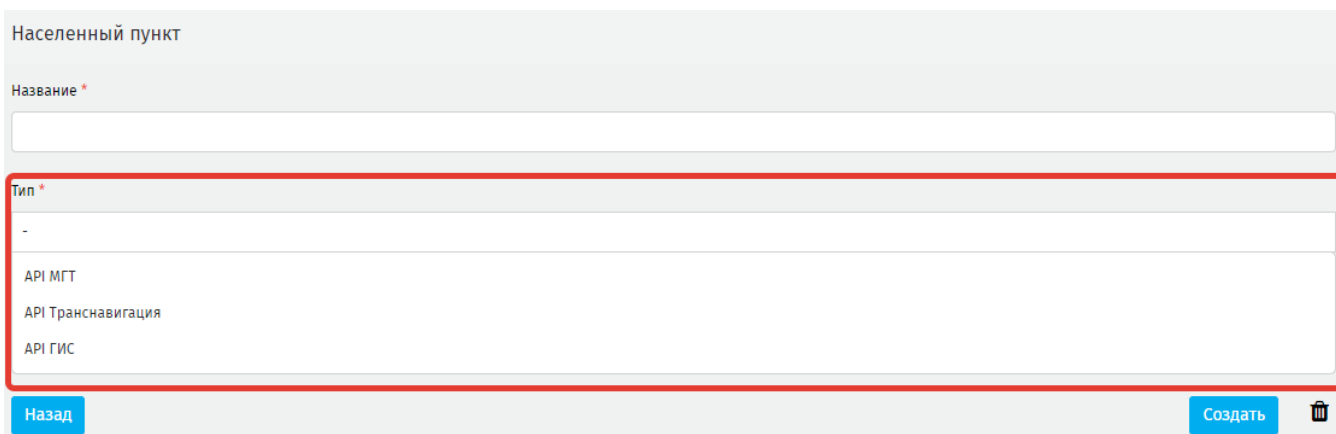 Населенный пункт
Название *
Тип *
-
API МГТ
API Транснавигация
API ГИС
Назад Создать